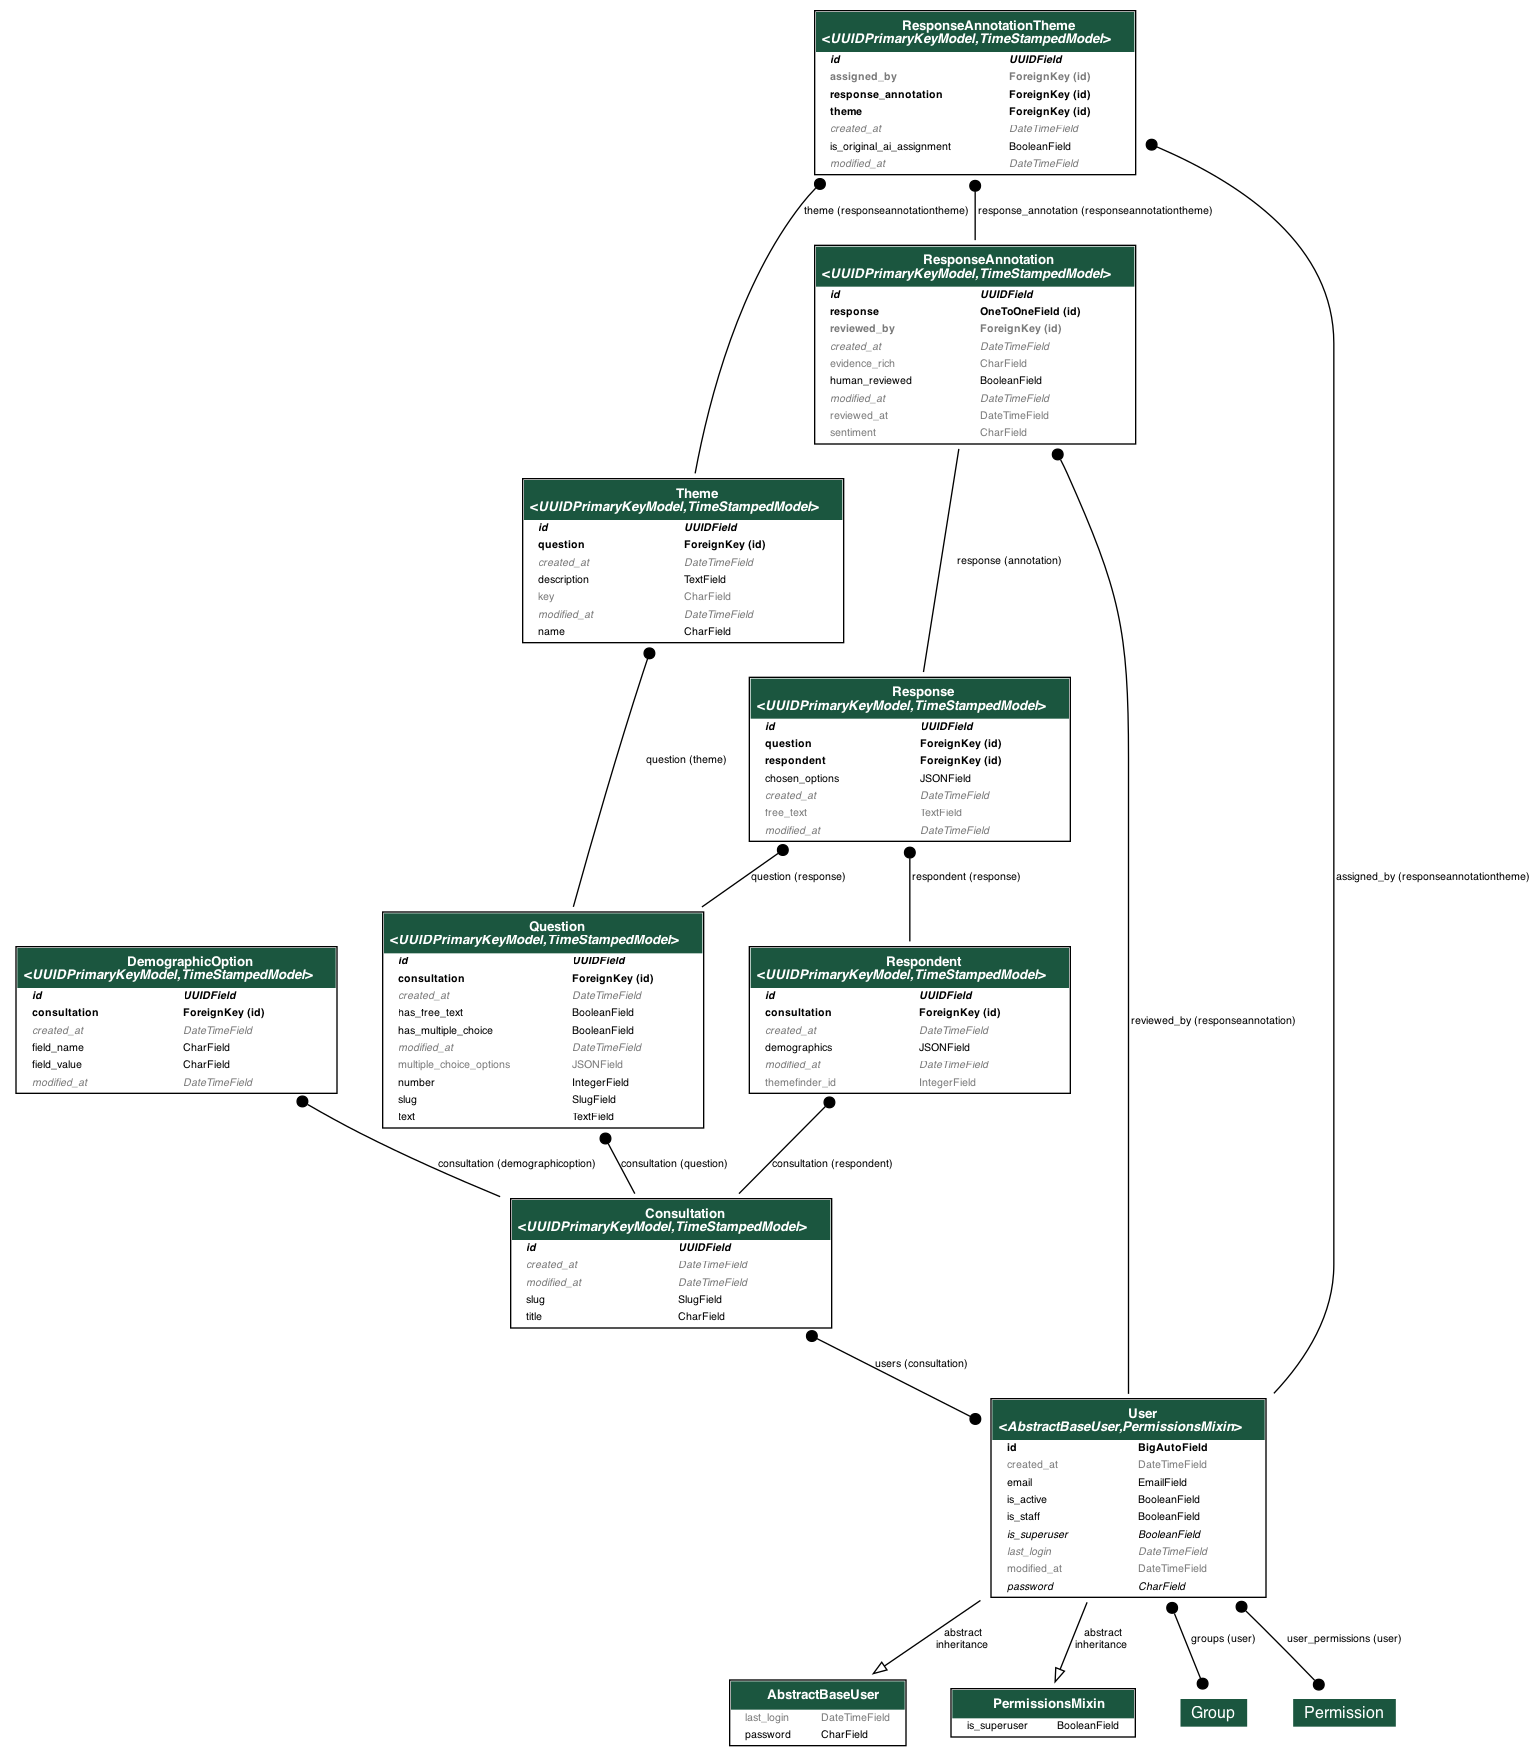 ResponseAnnotationTheme
<UUIDPrimaryKeyModel,TimeStampedModel>
id UUIDField
assigned_by ForeignKey (id)
response_annotation ForeignKey (id)
theme ForeignKey (id)
created_at DateTimeField
is_original_ai_assignment BooleanField
modified_at DateTimeField
theme (responseannotationtheme)
response_annotation (responseannotationtheme)
ResponseAnnotation
<UUIDPrimaryKeyModel,TimeStampedModel>
id UUIDField
response OneToOneField (id)
reviewed_by ForeignKey (id)
created_at DateTimeField
evidence_rich CharField
human_reviewed BooleanField
modified_at DateTimeField
reviewed_at DateTimeField
sentiment CharField
Theme
<UUIDPrimaryKeyModel,TimeStampedModel>
id UUIDField
question ForeignKey (id)
created_at DateTimeField
description TextField
key CharField
modified_at DateTimeField
name CharField
response (annotation)
Response
<UUIDPrimaryKeyModel,TimeStampedModel>
id UUIDField
question ForeignKey (id)
respondent ForeignKey (id)
chosen_options JSONField
created_at DateTimeField
free_text TextField
modified_at DateTimeField
question (theme)
question (response)
respondent (response)
assigned_by (responseannotationtheme)
Question
<UUIDPrimaryKeyModel,TimeStampedModel>
id UUIDField
consultation ForeignKey (id)
created_at DateTimeField
has_free_text BooleanField
has_multiple_choice BooleanField
modified_at DateTimeField
multiple_choice_options JSONField
number IntegerField
slug SlugField
text TextField
DemographicOption
<UUIDPrimaryKeyModel,TimeStampedModel>
id UUIDField
consultation ForeignKey (id)
created_at DateTimeField
field_name CharField
field_value CharField
modified_at DateTimeField
Respondent
<UUIDPrimaryKeyModel,TimeStampedModel>
id UUIDField
consultation ForeignKey (id)
created_at DateTimeField
demographics JSONField
modified_at DateTimeField
themefinder_id IntegerField
reviewed_by (responseannotation)
consultation (demographicoption)
consultation (question)
consultation (respondent)
Consultation
<UUIDPrimaryKeyModel,TimeStampedModel>
id UUIDField
created_at DateTimeField
modified_at DateTimeField
slug SlugField
title CharField
users (consultation)
User
<AbstractBaseUser,PermissionsMixin>
id BigAutoField
created_at DateTimeField
email EmailField
is_active BooleanField
is_staff BooleanField
is_superuser BooleanField
last_login DateTimeField
modified_at DateTimeField
password CharField
abstract
inheritance
abstract
inheritance
groups (user)
user_permissions (user)
AbstractBaseUser
last_login DateTimeField
password CharField
PermissionsMixin
is_superuser BooleanField
Group
Permission